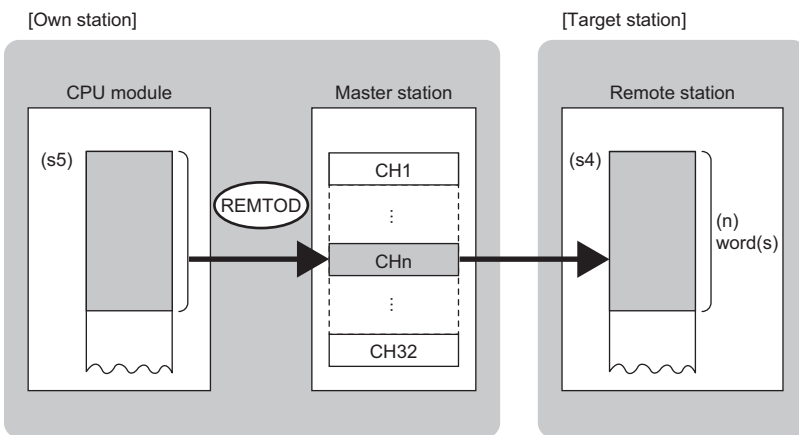 [Own station]
[Target station]
CPU module
Master station
Remote station
(s5)
REMTOD
CH1
⋮
CHn
⋮
CH32
(s4)
(n)
word(s)